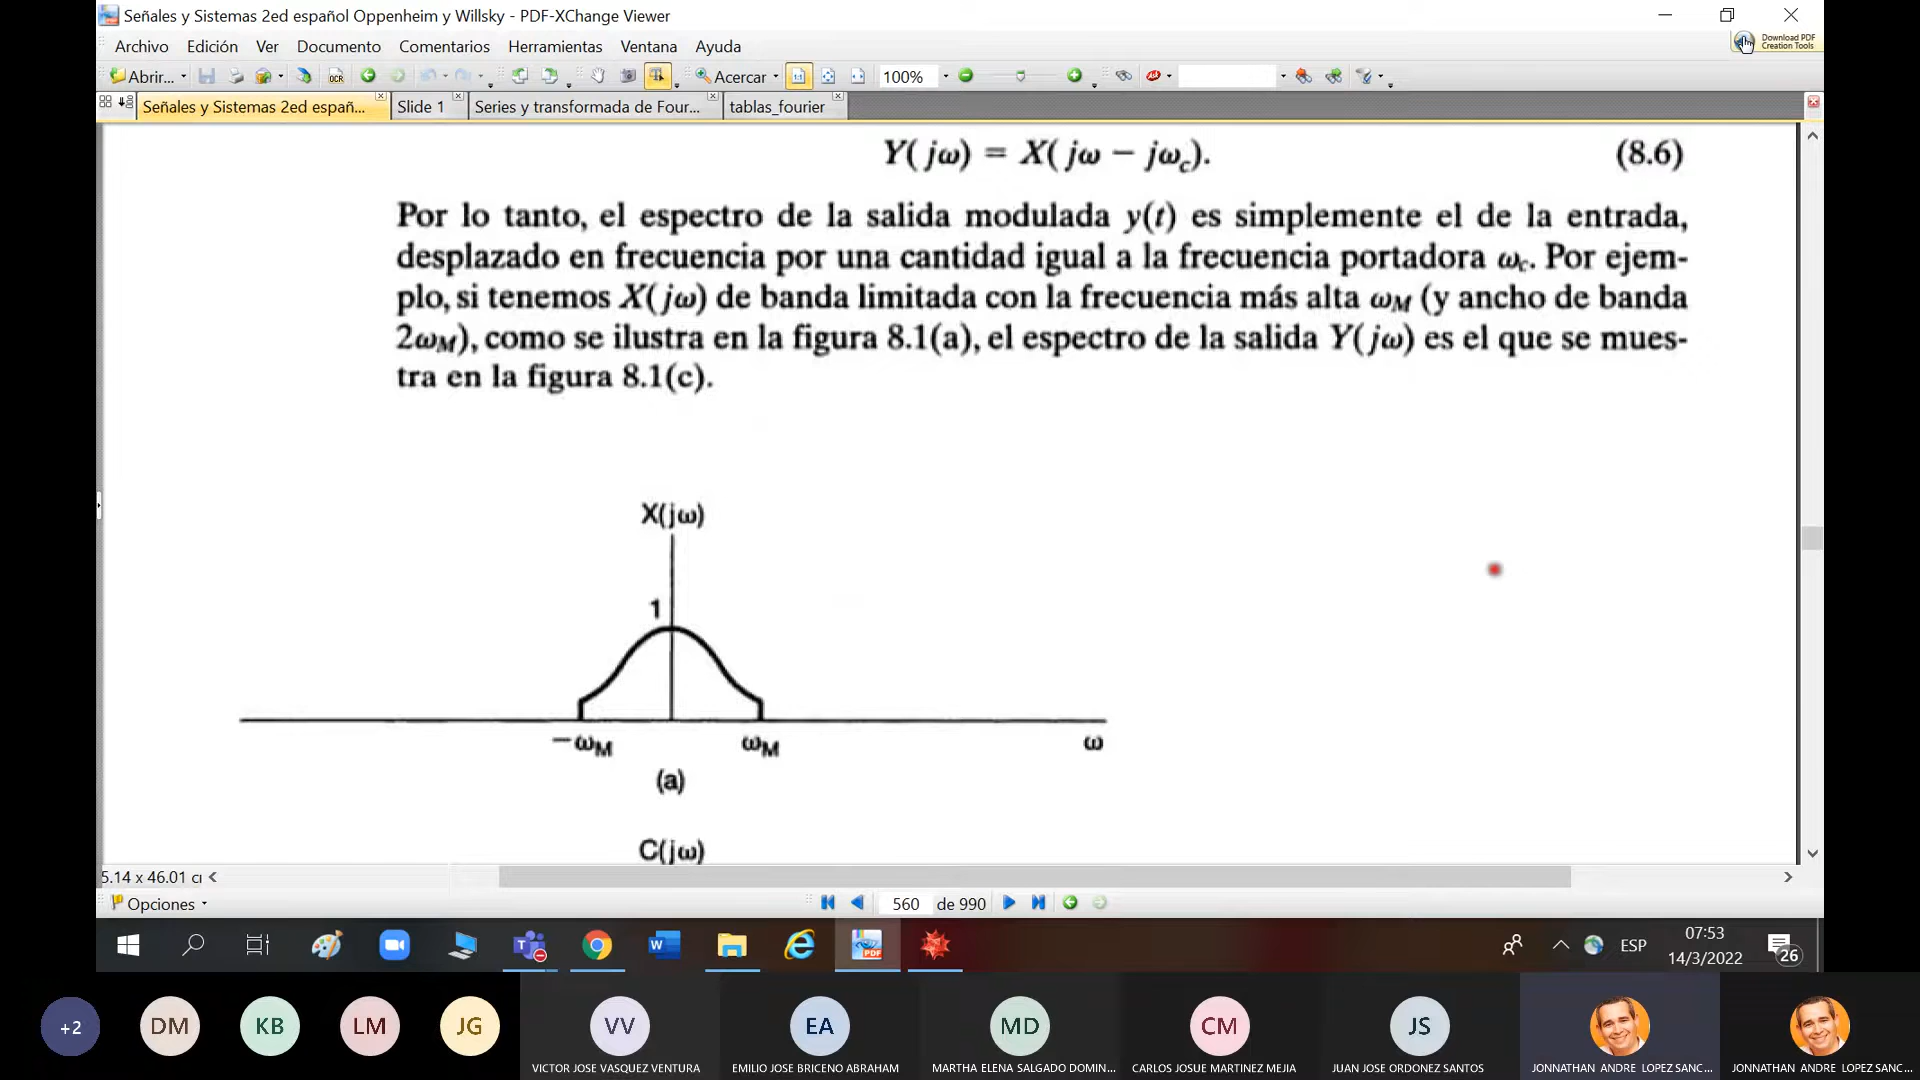 Señales y Sistemas 2ed español Oppenheim y Willsky - PDF-XChange Viewer
Archivo Edición Ver Documento Comentarios Herramientas Ventana Ayuda
Download PDF
Creation Tools
Abrir... OCR Acercar 100%
Señales y Sistemas 2ed españ... Slide 1 Series y transformada de Four... tablas_fourier
Y(jω) = X(jω − jω_c). (8.6)
Por lo tanto, el espectro de la salida modulada y(t) es simplemente el de la entrada,
desplazado en frecuencia por una cantidad igual a la frecuencia portadora ω_c. Por ejem-
plo, si tenemos X(jω) de banda limitada con la frecuencia más alta ω_M (y ancho de banda
2ω_M), como se ilustra en la figura 8.1(a), el espectro de la salida Y(jω) es el que se mues-
tra en la figura 8.1(c).
X(jω)
1
−ω_M ω_M ω
(a)
C(jω)
5.14 x 46.01 c
Opciones 560 de 990
ESP 07:53
14/3/2022 26
+2 DM KB LM JG VV EA MD CM JS
VICTOR JOSE VASQUEZ VENTURA EMILIO JOSE BRICENO ABRAHAM MARTHA ELENA SALGADO DOMIN... CARLOS JOSUE MARTINEZ MEJIA JUAN JOSE ORDONEZ SANTOS JONNATHAN ANDRE LOPEZ SANC... JONNATHAN ANDRE LOPEZ SANC...